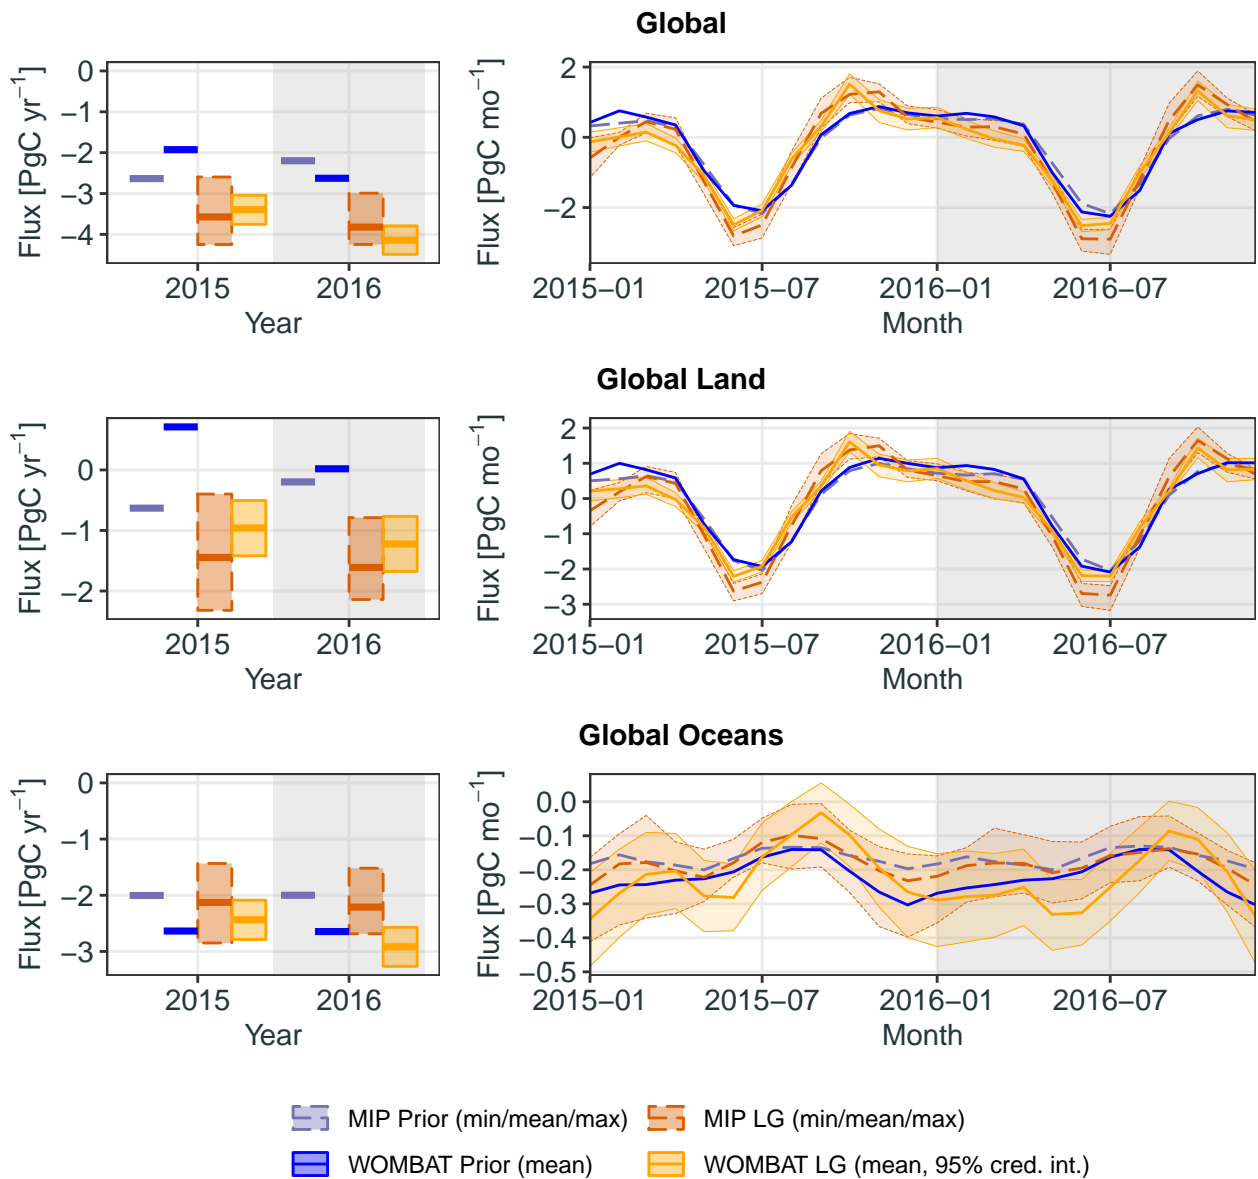 Global
Flux [PgC yr−1]
0
−1
−2
−3
−4
2015 2016
Year
Flux [PgC mo−1]
2
0
−2
2015−01 2015−07 2016−01 2016−07
Month
Global Land
Flux [PgC yr−1]
0
−1
−2
2015 2016
Year
Flux [PgC mo−1]
2
1
0
−1
−2
−3
2015−01 2015−07 2016−01 2016−07
Month
Global Oceans
Flux [PgC yr−1]
0
−1
−2
−3
2015 2016
Year
Flux [PgC mo−1]
0.0
−0.1
−0.2
−0.3
−0.4
−0.5
2015−01 2015−07 2016−01 2016−07
Month
MIP Prior (min/mean/max) MIP LG (min/mean/max)
WOMBAT Prior (mean) WOMBAT LG (mean, 95% cred. int.)